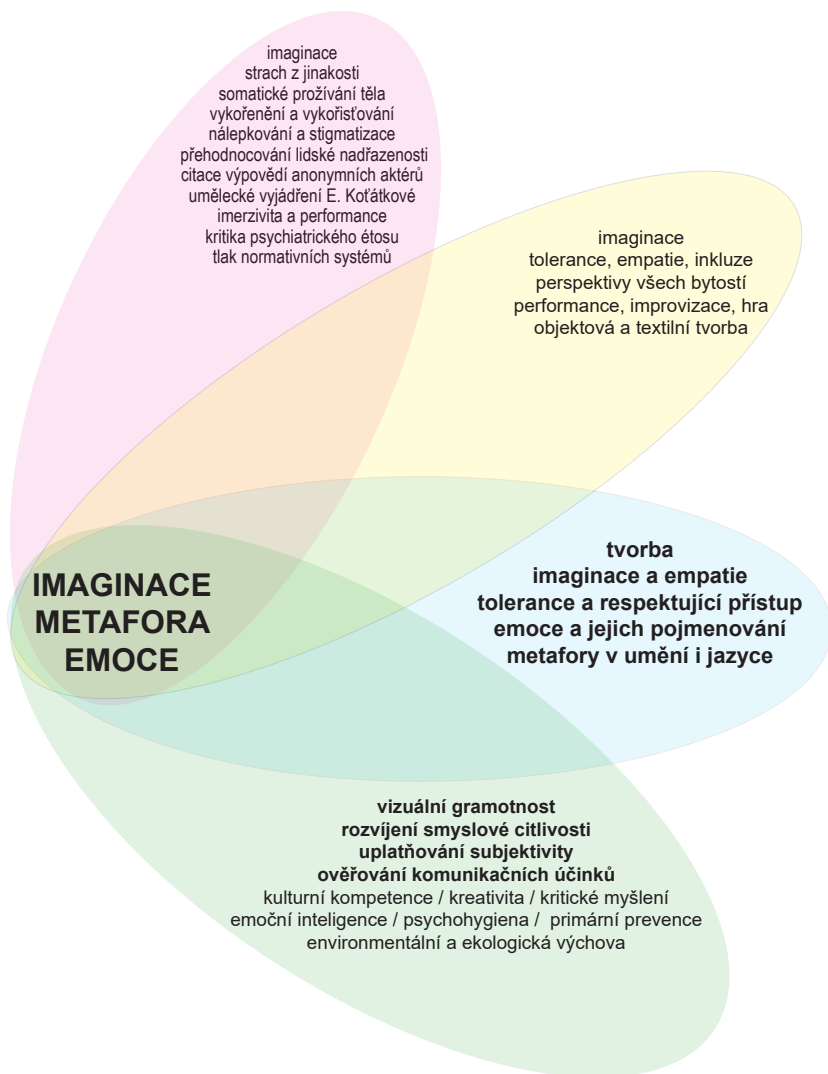 imaginace
strach z jinakosti
somatické prožívání těla
vykořenění a vykořisťování
nálepkování a stigmatizace
přehodnocování lidské nadřazenosti
citace výpovědí anonymních aktérů
umělecké vyjádření E. Koťátkové
imerzivita a performance
kritika psychiatrického étosu
tlak normativních systémů
imaginace
tolerance, empatie, inkluze
perspektivy všech bytostí
performance, improvizace, hra
objektová a textilní tvorba
IMAGINACE
METAFORA
EMOCE
tvorba
imaginace a empatie
tolerance a respektující přístup
emoce a jejich pojmenování
metafory v umění i jazyce
vizuální gramotnost
rozvíjení smyslové citlivosti
uplatňování subjektivity
ověřování komunikačních účinků
kulturní kompetence / kreativita / kritické myšlení
emoční inteligence / psychohygiena / primární prevence
environmentální a ekologická výchova